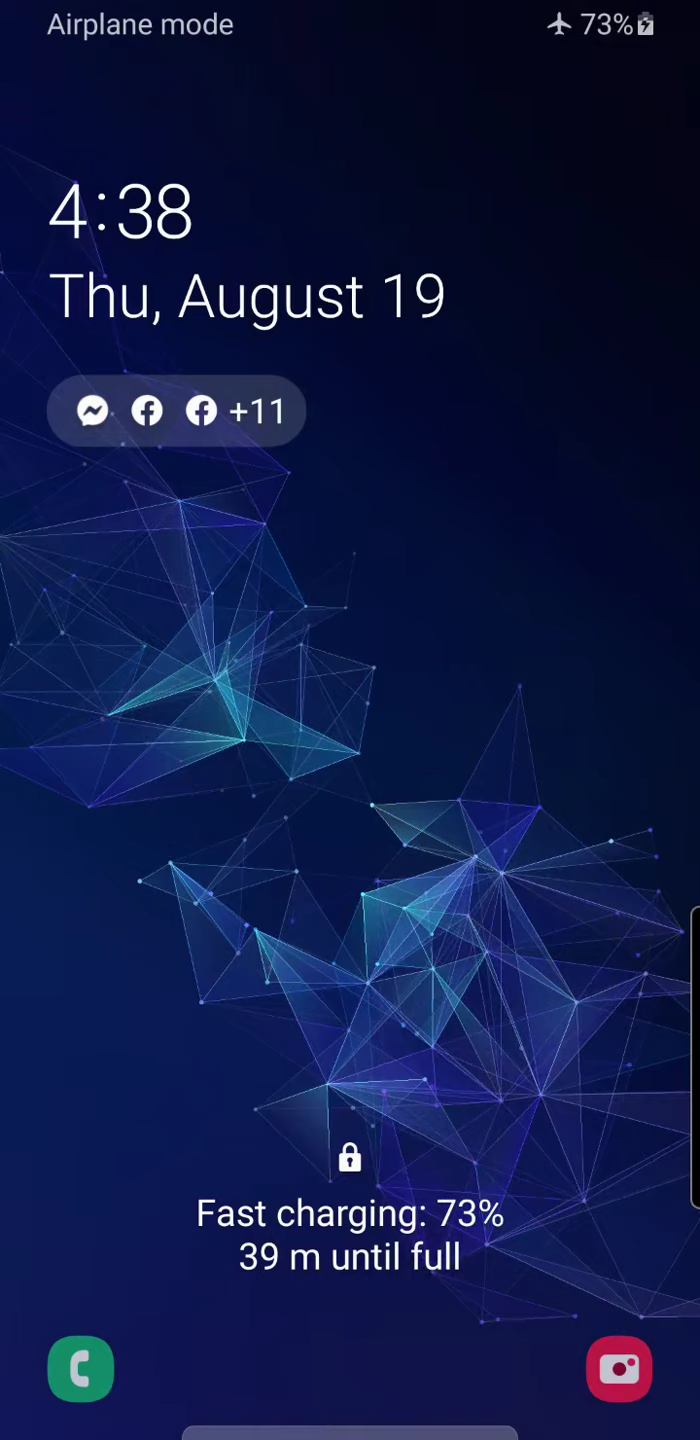 Airplane mode
73%
4:38
Thu, August 19
+11
Fast charging: 73%
39 m until full